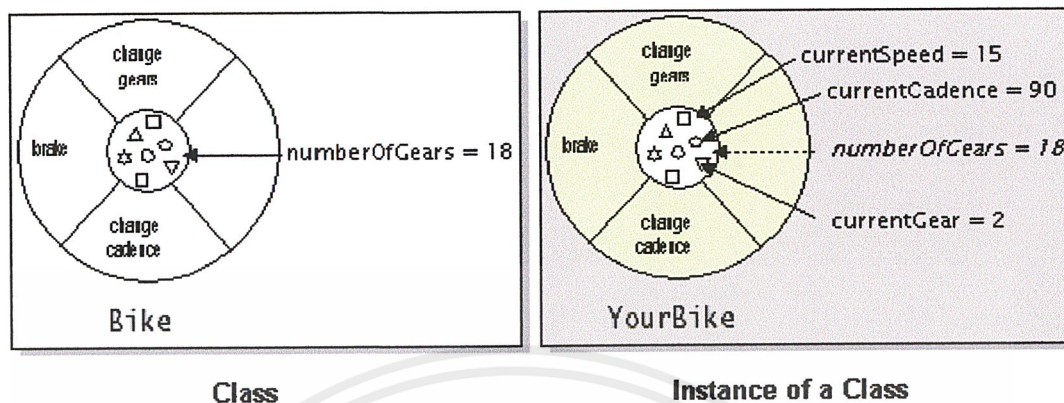 change
gears
brake
numberOfGears = 18
change
cadence
Bike
Class
change
gears
currentSpeed = 15
currentCadence = 90
brake
numberOfGears = 18
currentGear = 2
change
cadence
YourBike
Instance of a Class